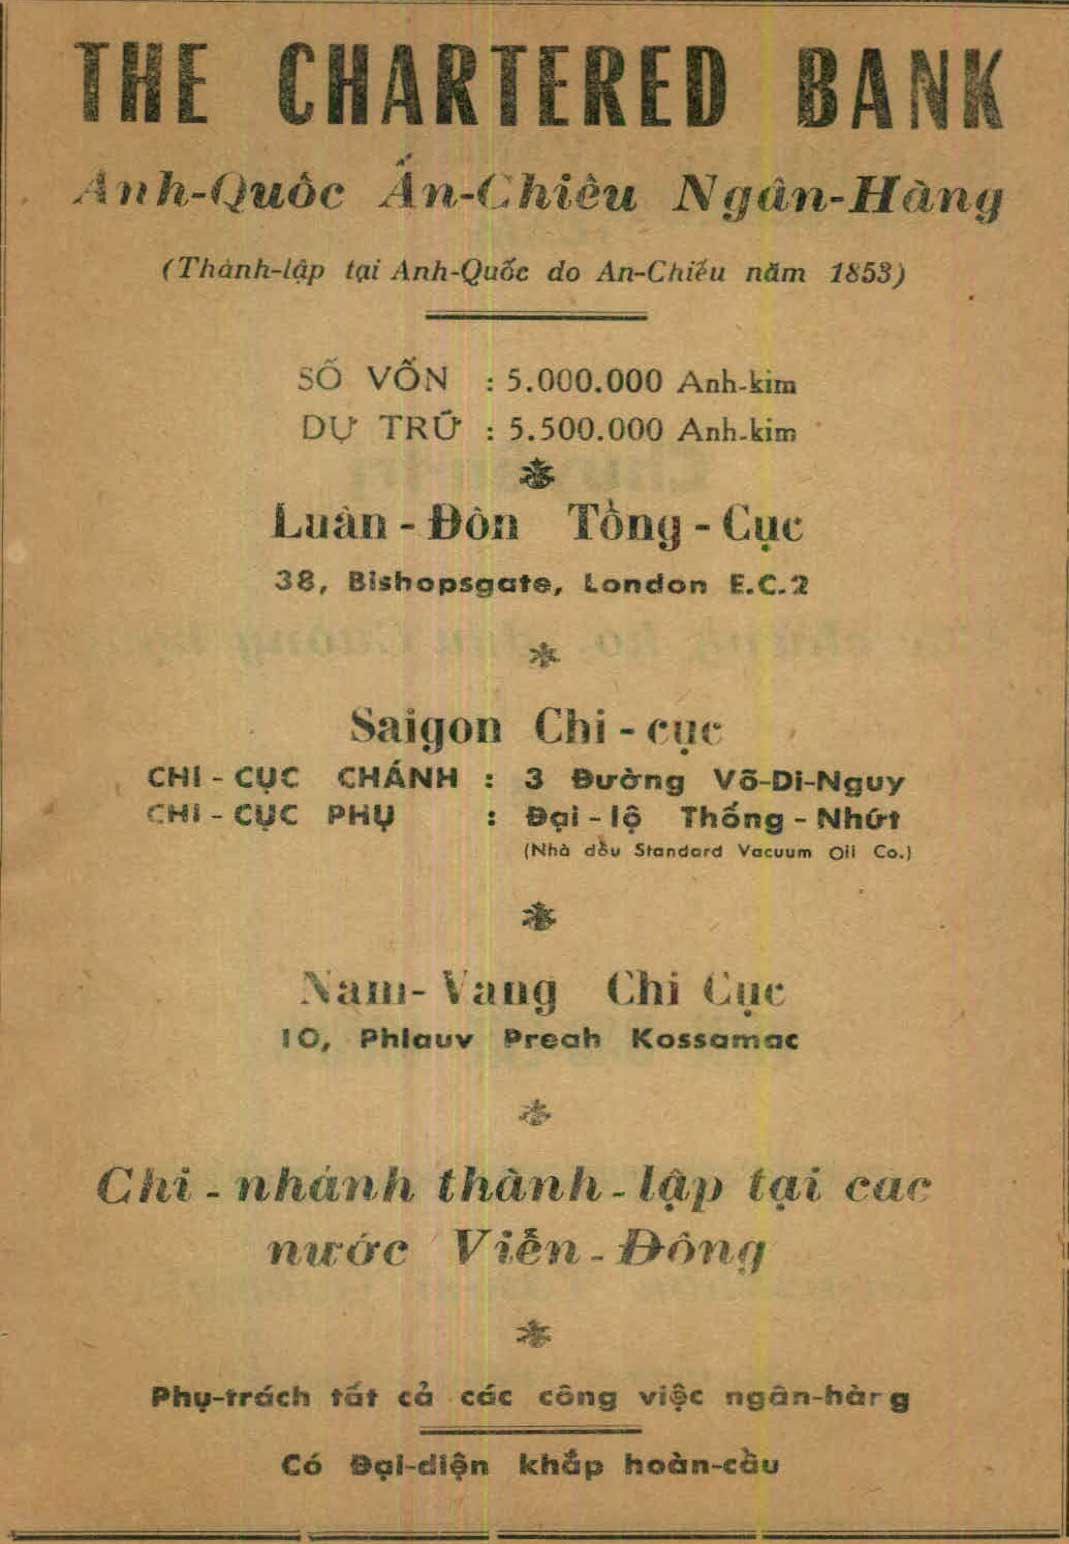 THE CHARTERED BANK
Anh-Quôc Ấn-Chiêu Ngân-Hàng
(Thành-lập tại Anh-Quốc do An-Chiếu năm 1853)
SỐ VỐN : 5.000.000 Anh-kim
DỰ TRỮ : 5.500.000 Anh-kim
Luân-Đôn Tổng-Cục
38, Bishopsgate, London E.C.2
Saigon Chi-cục
CHI-CỤC CHÁNH : 3 Đường Võ-Di-Nguy
CHI-CỤC PHỤ : Đại-lộ Thống-Nhứt
(Nhà dầu Standard Vacuum Oil Co.)
Nam-Vang Chi Cục
10, Phlauv Preah Kossamac
Chi-nhánh thành-lập tại cac
nước Viễn-Đông
Phụ-trách tất cả các công việc ngân-hàrg
Có Đại-diện khắp hoàn-cầu